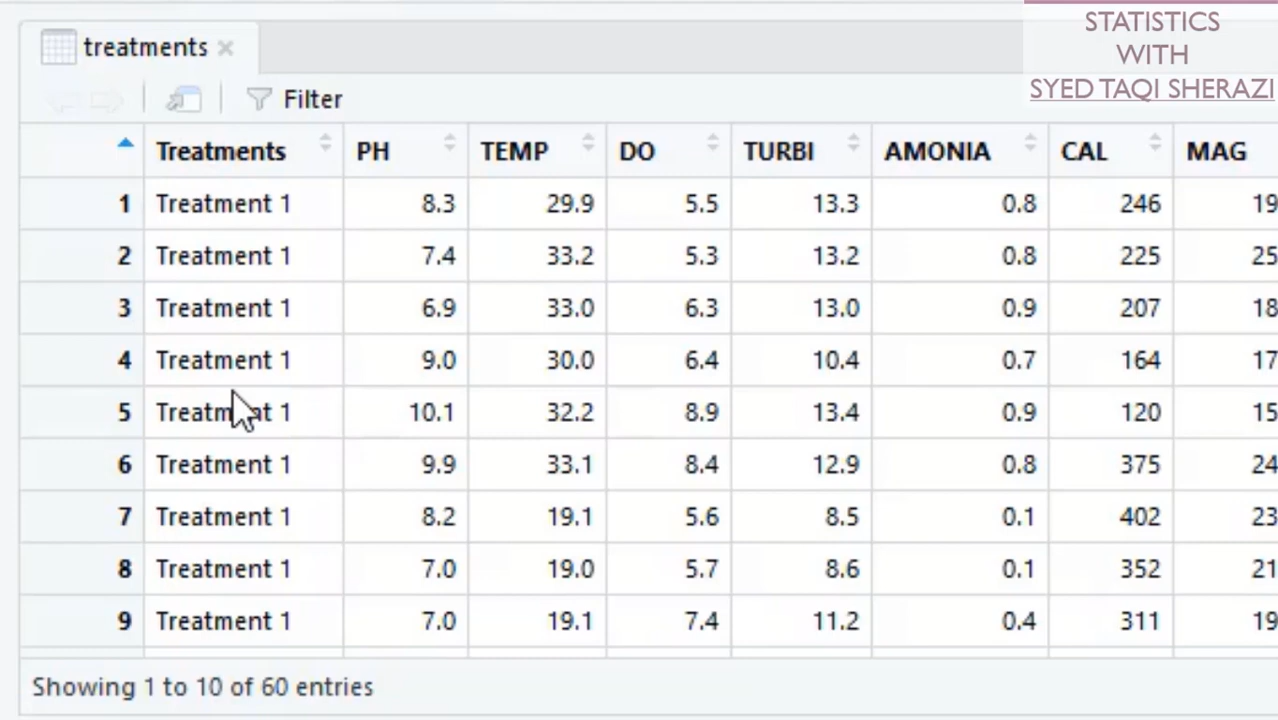 STATISTICS
WITH
SYED TAQI SHERAZI
treatments
Filter
Treatments PH TEMP DO TURBI AMONIA CAL MAG
1 Treatment 1 8.3 29.9 5.5 13.3 0.8 246 19
2 Treatment 1 7.4 33.2 5.3 13.2 0.8 225 25
3 Treatment 1 6.9 33.0 6.3 13.0 0.9 207 18
4 Treatment 1 9.0 30.0 6.4 10.4 0.7 164 17
5 Treatment 1 10.1 32.2 8.9 13.4 0.9 120 15
6 Treatment 1 9.9 33.1 8.4 12.9 0.8 375 24
7 Treatment 1 8.2 19.1 5.6 8.5 0.1 402 23
8 Treatment 1 7.0 19.0 5.7 8.6 0.1 352 21
9 Treatment 1 7.0 19.1 7.4 11.2 0.4 311 19
Showing 1 to 10 of 60 entries